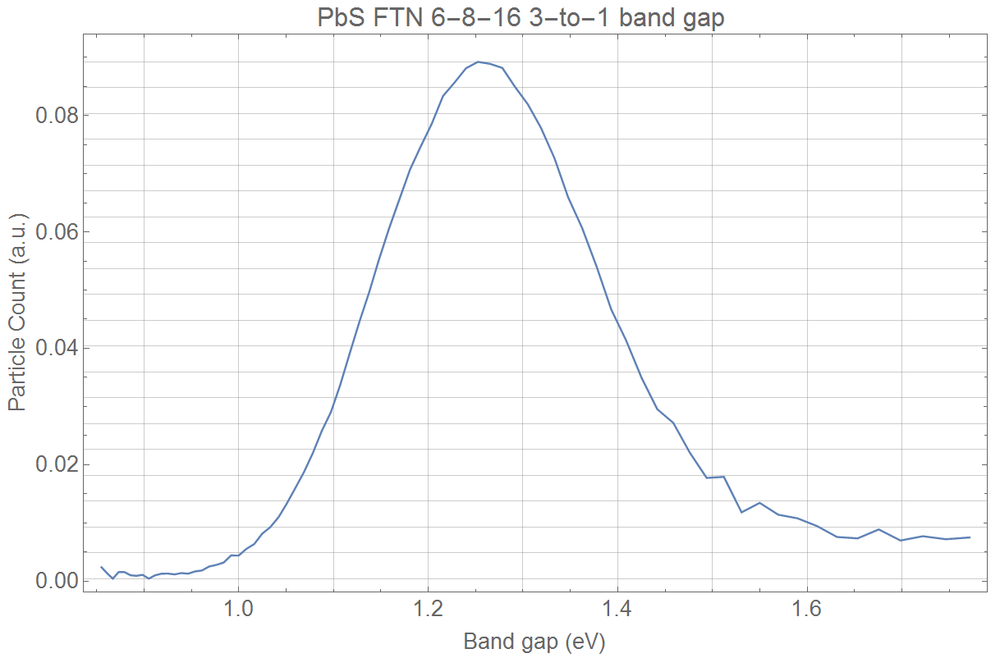 PbS FTN 6−8−16 3−to−1 band gap
Particle Count (a.u.)
0.08
0.06
0.04
0.02
0.00
1.0 1.2 1.4 1.6
Band gap (eV)